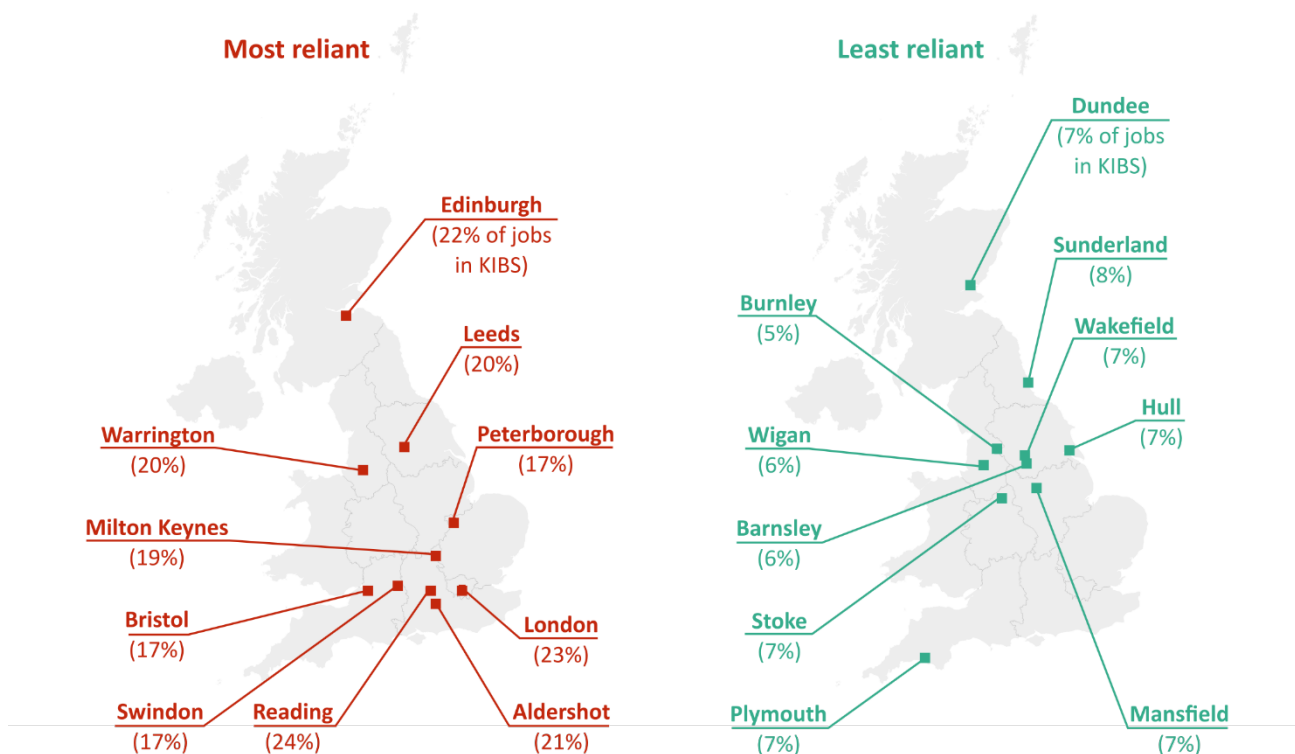 Most reliant
Edinburgh
(22% of jobs
in KIBS)
Leeds
(20%)
Warrington
(20%)
Peterborough
(17%)
Milton Keynes
(19%)
Bristol
(17%)
London
(23%)
Swindon
(17%)
Reading
(24%)
Aldershot
(21%)
Least reliant
Dundee
(7% of jobs
in KIBS)
Sunderland
(8%)
Burnley
(5%)
Wakefield
(7%)
Hull
(7%)
Wigan
(6%)
Barnsley
(6%)
Stoke
(7%)
Plymouth
(7%)
Mansfield
(7%)